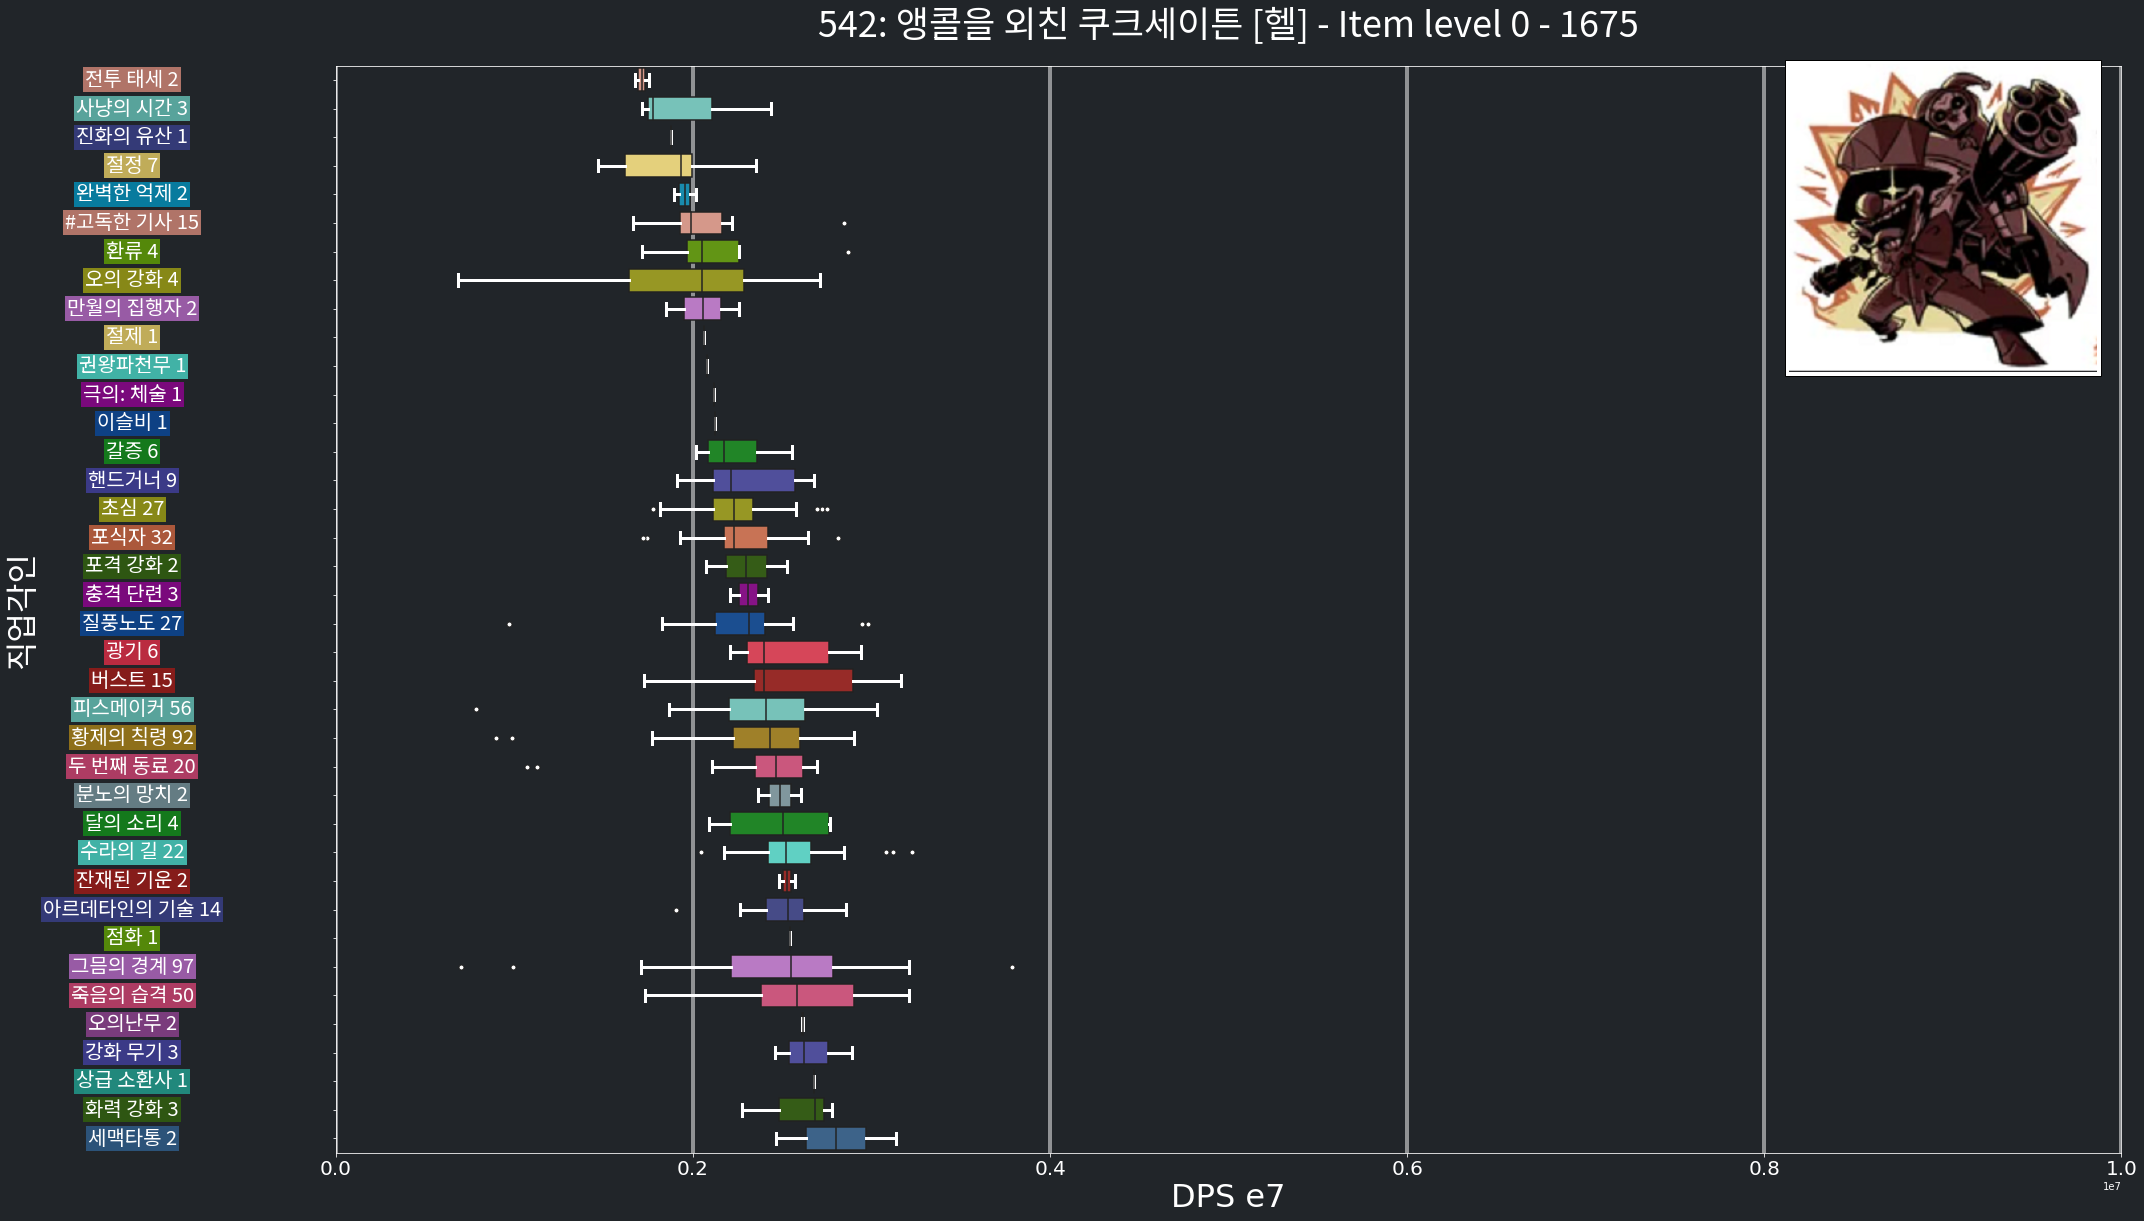 542: 앵콜을 외친 쿠크세이튼 [헬] - Item level 0 - 1675
전투 태세 2
사냥의 시간 3
진화의 유산 1
절정 7
완벽한 억제 2
#고독한 기사 15
환류 4
오의 강화 4
만월의 집행자 2
절제 1
권왕파천무 1
극의: 체술 1
이슬비 1
갈증 6
핸드거너 9
초심 27
포식자 32
포격 강화 2
충격 단련 3
질풍노도 27
광기 6
버스트 15
피스메이커 56
황제의 칙령 92
두 번째 동료 20
분노의 망치 2
달의 소리 4
수라의 길 22
잔재된 기운 2
아르데타인의 기술 14
점화 1
그믐의 경계 97
죽음의 습격 50
오의난무 2
강화 무기 3
상급 소환사 1
화력 강화 3
세맥타통 2
직업각인
0.0 0.2 0.4 0.6 0.8 1.0
1e7
DPS e7